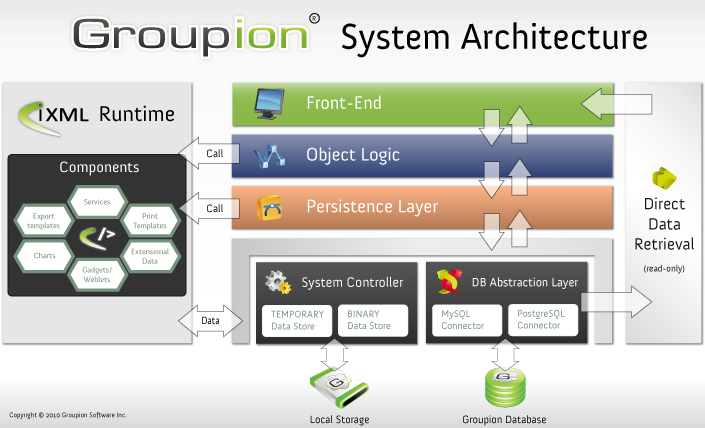 Groupion® System Architecture
iXML Runtime
Components
Services
Export
templates
Print
Templates
</>
Charts
Extensional
Data
Gadgets/
Weblets
Call
Call
Data
Front-End
Object Logic
Persistence Layer
System Controller
TEMPORARY
Data Store
BINARY
Data Store
DB Abstraction Layer
MySQL
Connector
PostgreSQL
Connector
Direct
Data
Retrieval
(read-only)
G
Local Storage
G
Groupion Database
Copyright © 2010 Groupion Software Inc.